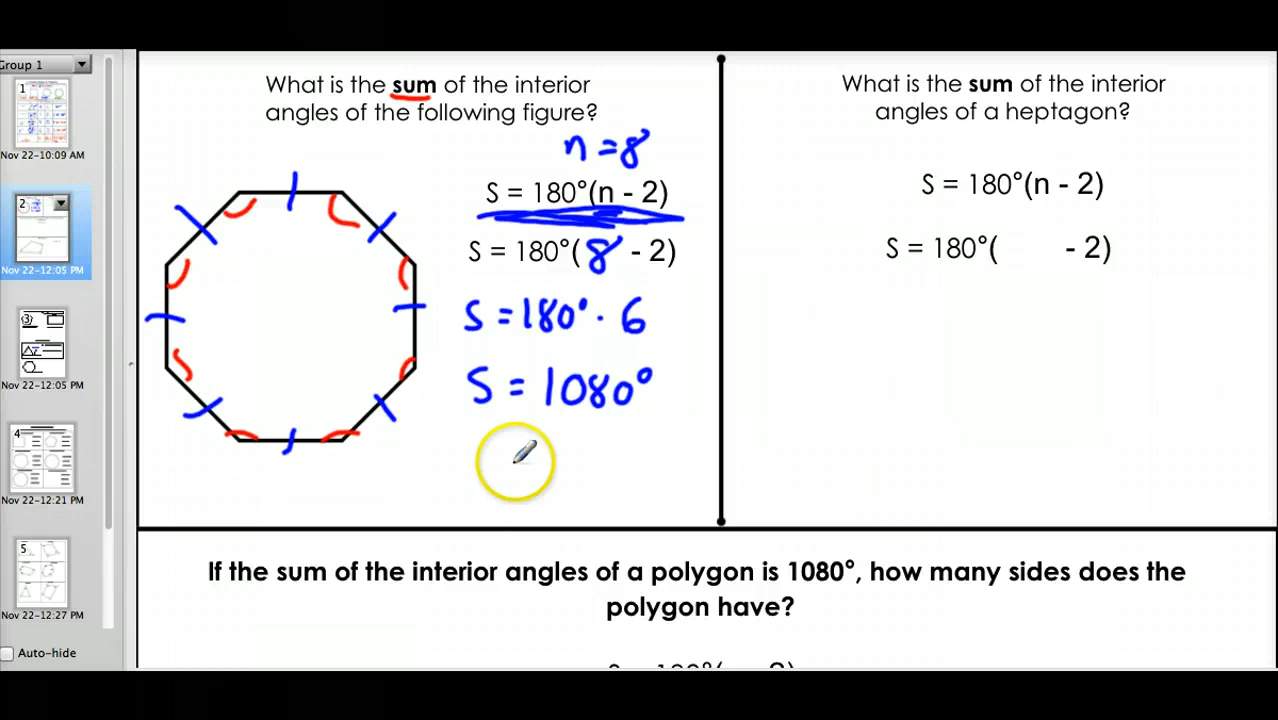 Group 1
1
Nov 22-10:09 AM
2
Nov 22-12:05 PM
3
Nov 22-12:05 PM
4
Nov 22-12:21 PM
5
Nov 22-12:27 PM
Auto-hide
What is the sum of the interior
angles of the following figure?
n = 8
S = 180°(n - 2)
S = 180°( 8 - 2)
S = 180° · 6
S = 1080°
What is the sum of the interior
angles of a heptagon?
S = 180°(n - 2)
S = 180°( - 2)
If the sum of the interior angles of a polygon is 1080°, how many sides does the
polygon have?